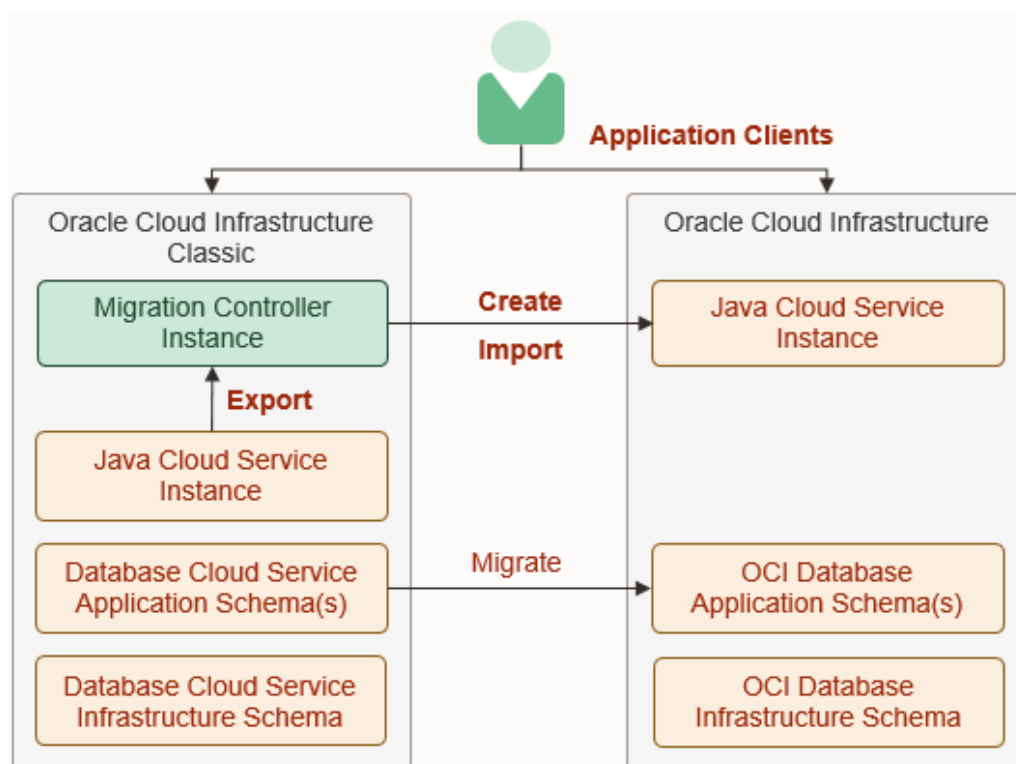 Application Clients
Oracle Cloud Infrastructure
Classic
Migration Controller
Instance
Export
Java Cloud Service
Instance
Database Cloud Service
Application Schema(s)
Database Cloud Service
Infrastructure Schema
Create
Import
Migrate
Oracle Cloud Infrastructure
Java Cloud Service
Instance
OCI Database
Application Schema(s)
OCI Database
Infrastructure Schema